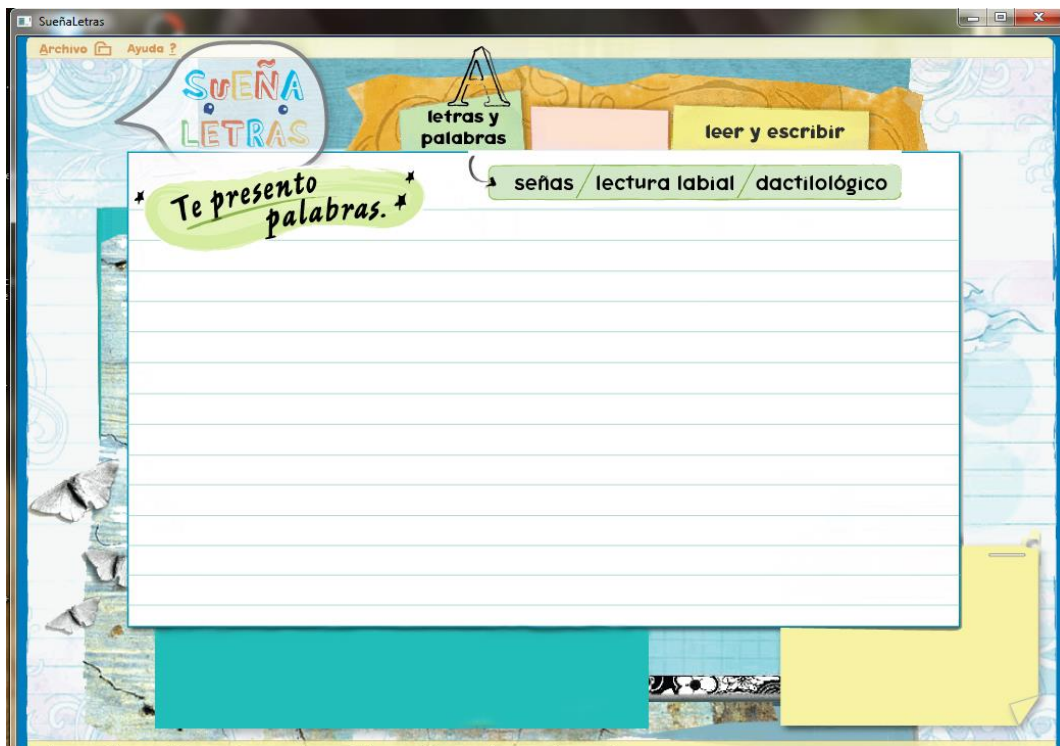 SueñaLetras
Archivo Ayuda ?
SUEÑA
LETRAS
A
letras y
palabras
leer y escribir
señas / lectura labial / dactilológico
Te presento
palabras.